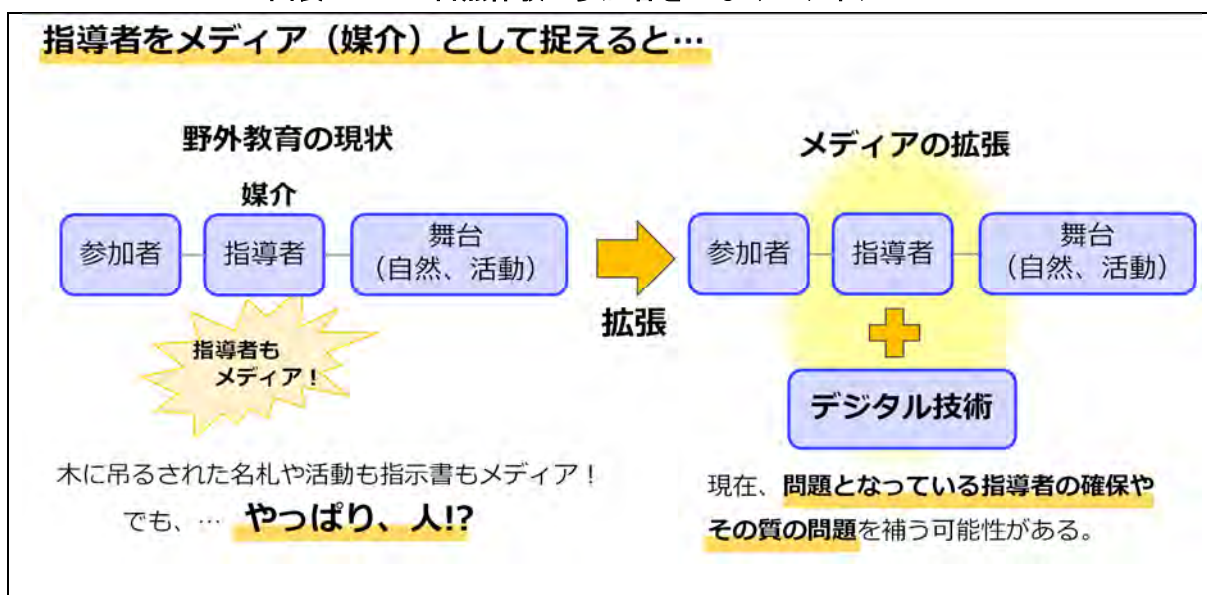 指導者をメディア（媒介）として捉えると…
野外教育の現状
媒介
参加者
指導者
舞台
（自然、活動）
指導者も
メディア！
木に吊るされた名札や活動も指示書もメディア！
でも、… やっぱり、人!?
拡張
メディアの拡張
参加者
指導者
舞台
（自然、活動）
デジタル技術
現在、問題となっている指導者の確保や
その質の問題を補う可能性がある。